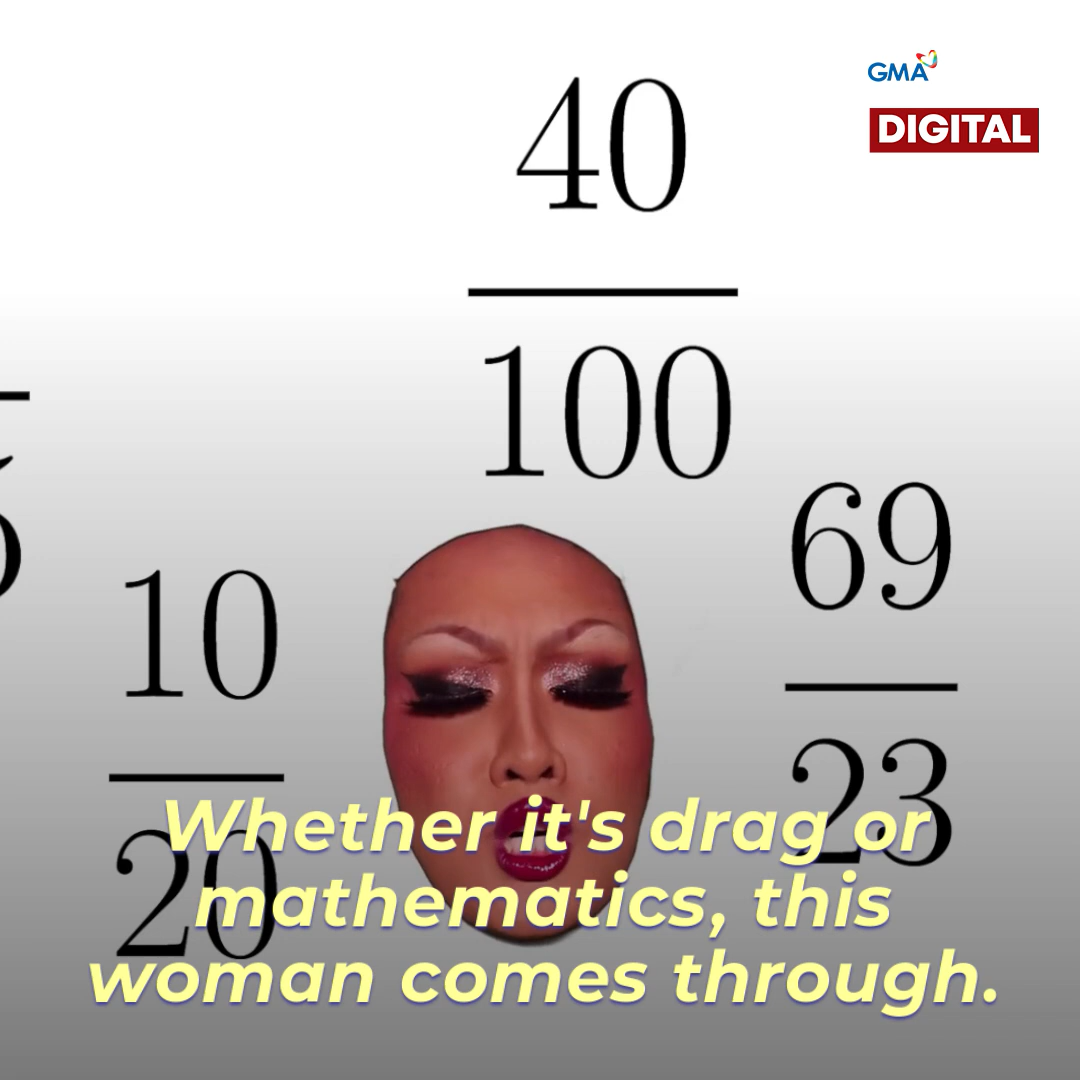 GMA
DIGITAL
40
100
69
23
10
20
Whether it's drag or
mathematics, this
woman comes through.